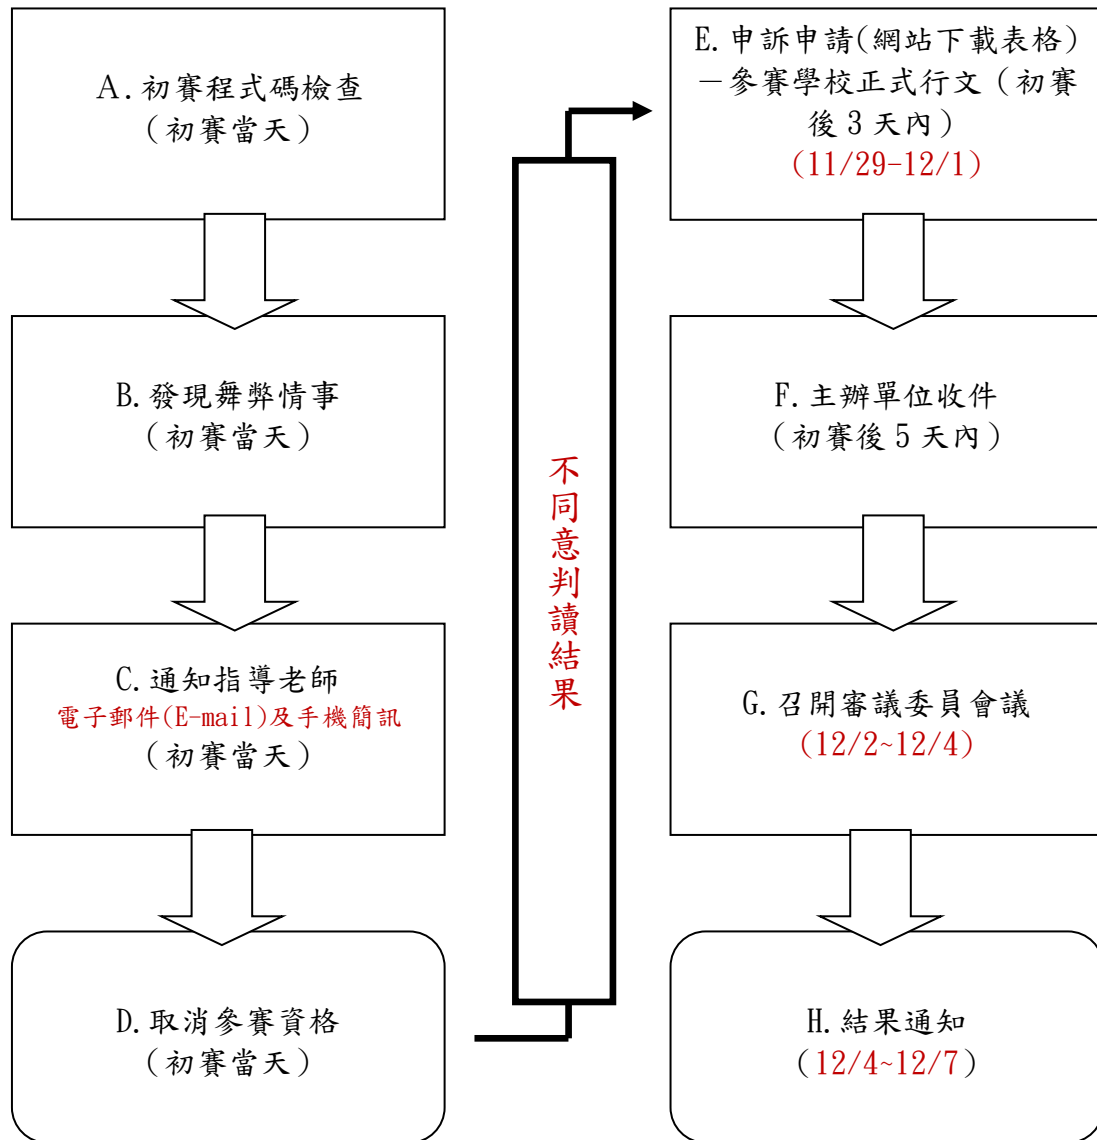 A.初賽程式碼檢查
（初賽當天）
B.發現舞弊情事
（初賽當天）
C.通知指導老師
電子郵件(E-mail)及手機簡訊
（初賽當天）
D.取消參賽資格
（初賽當天）
不同意判讀結果
E.申訴申請(網站下載表格)
－參賽學校正式行文（初賽
後3天內）
(11/29-12/1)
F.主辦單位收件
（初賽後5天內）
G.召開審議委員會議
(12/2~12/4)
H.結果通知
（12/4~12/7）